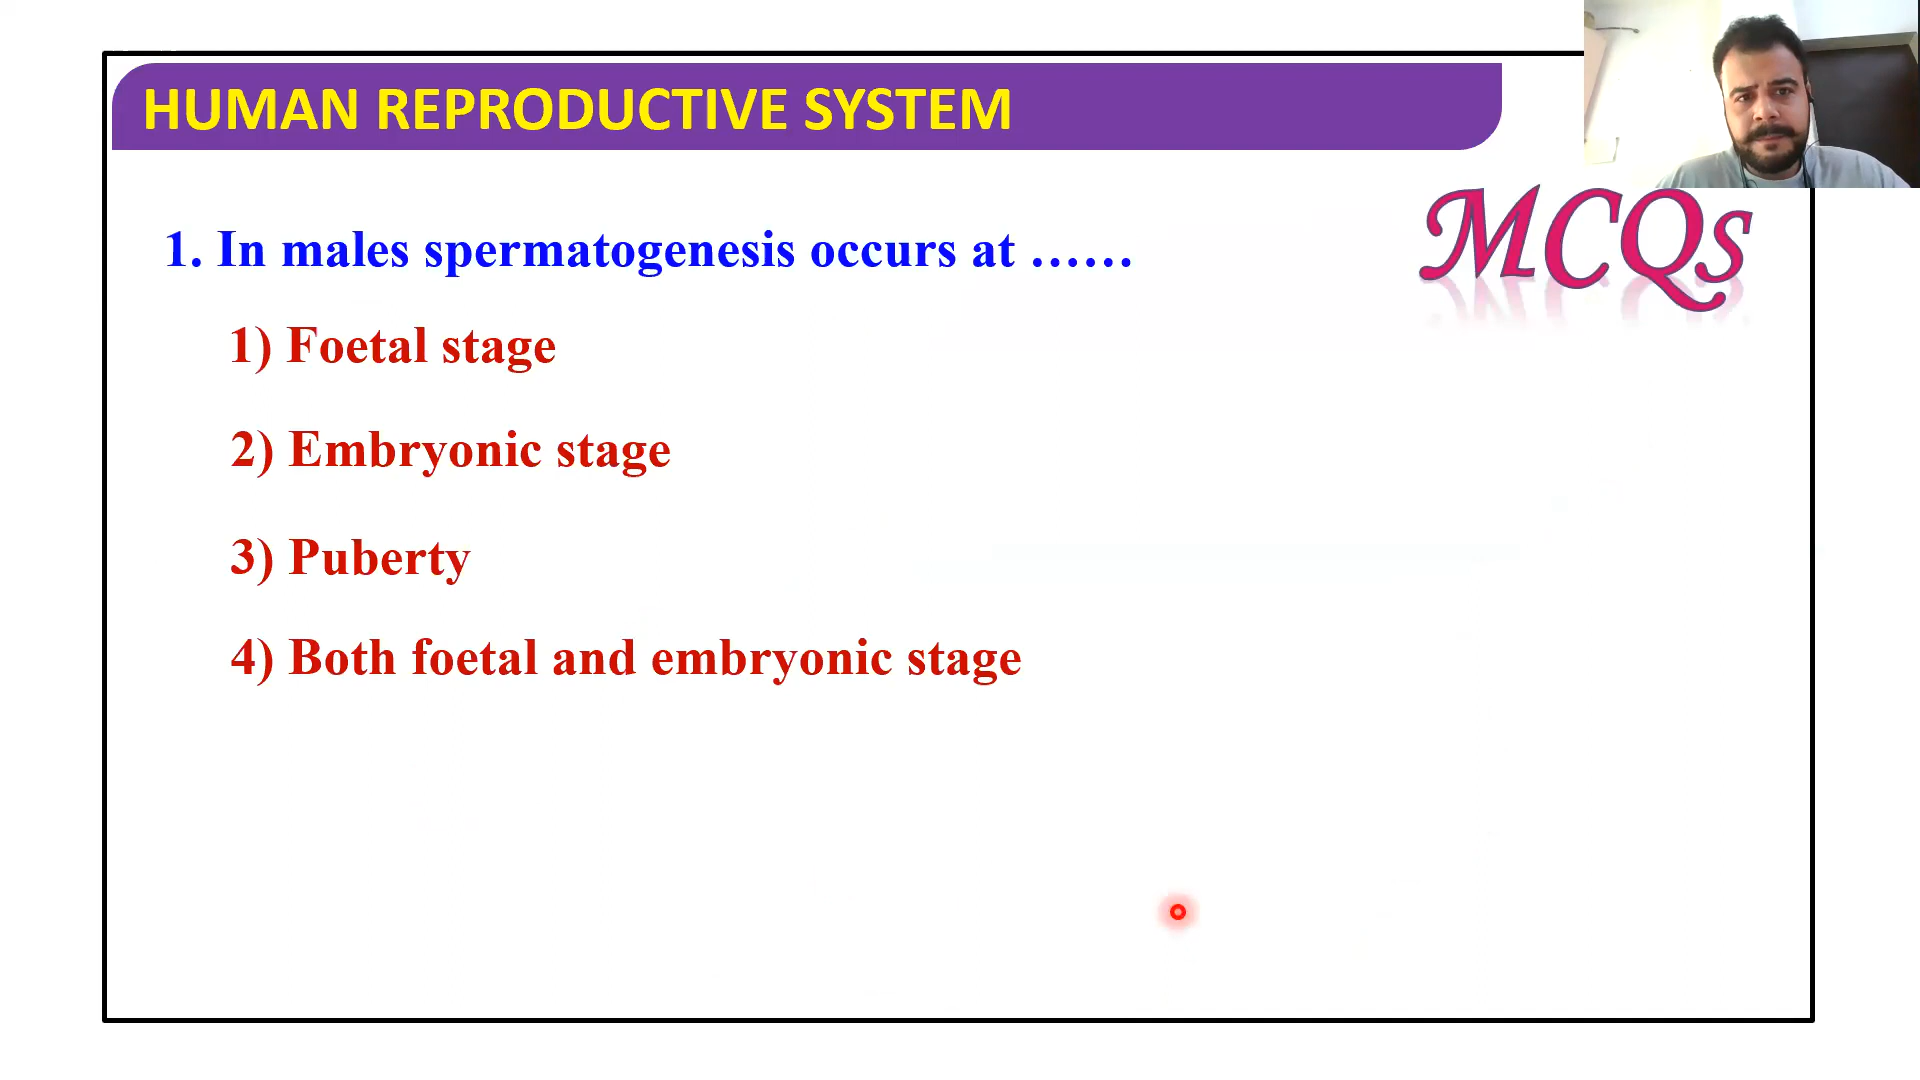 HUMAN REPRODUCTIVE SYSTEM
MCQs
1. In males spermatogenesis occurs at ……
1) Foetal stage
2) Embryonic stage
3) Puberty
4) Both foetal and embryonic stage